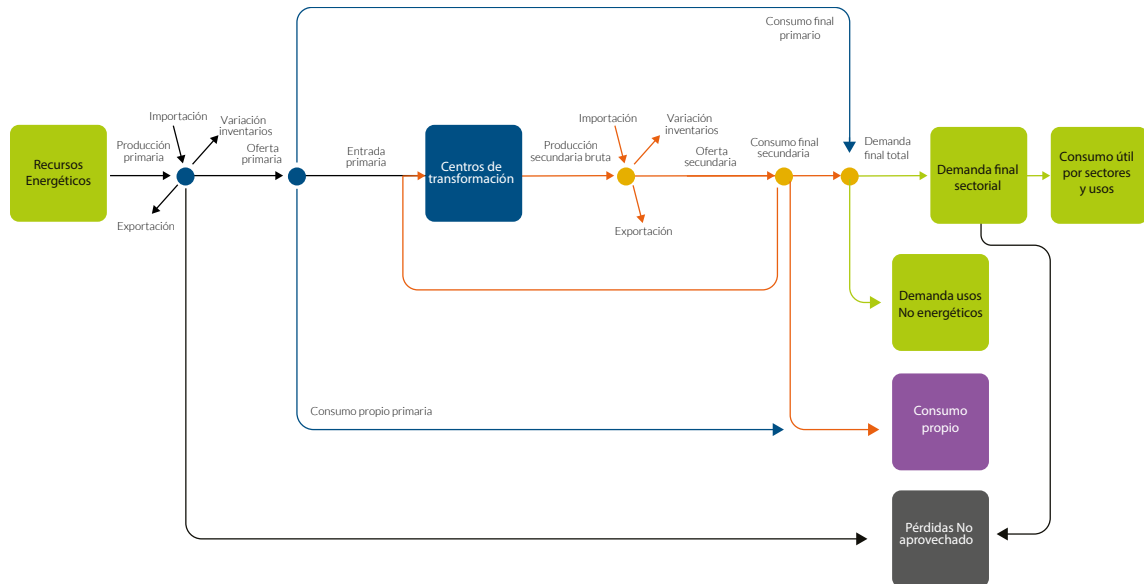 Consumo final
primario
Importación
Variación
inventarios
Producción
primaria
Oferta
primaria
Exportación
Recursos
Energéticos
Entrada
primaria
Centros de
transformación
Producción
secundaria bruta
Importación
Variación
inventarios
Oferta
secundaria
Exportación
Consumo final
secundaria
Demanda
final total
Demanda final
sectorial
Consumo útil
por sectores
y usos
Demanda usos
No energéticos
Consumo propio primaria
Consumo
propio
Pérdidas No
aprovechado